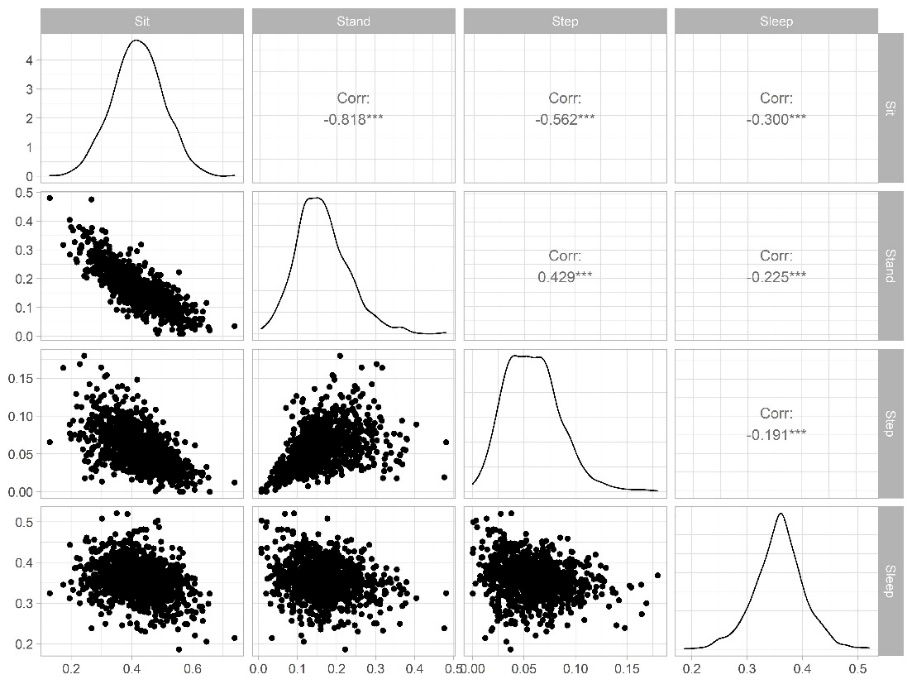 Sit Stand Step Sleep
4
3
2
1
0
Corr:
-0.818***
Corr:
-0.562***
Corr:
-0.300***
Sit
0.5
0.4
0.3
0.2
0.1
0.0
Corr:
0.429***
Corr:
-0.225***
Stand
0.15
0.10
0.05
0.00
Corr:
-0.191***
Step
0.5
0.4
0.3
0.2
Sleep
0.2 0.4 0.6 0.0 0.1 0.2 0.3 0.4 0.5 0.00 0.05 0.10 0.15 0.2 0.3 0.4 0.5